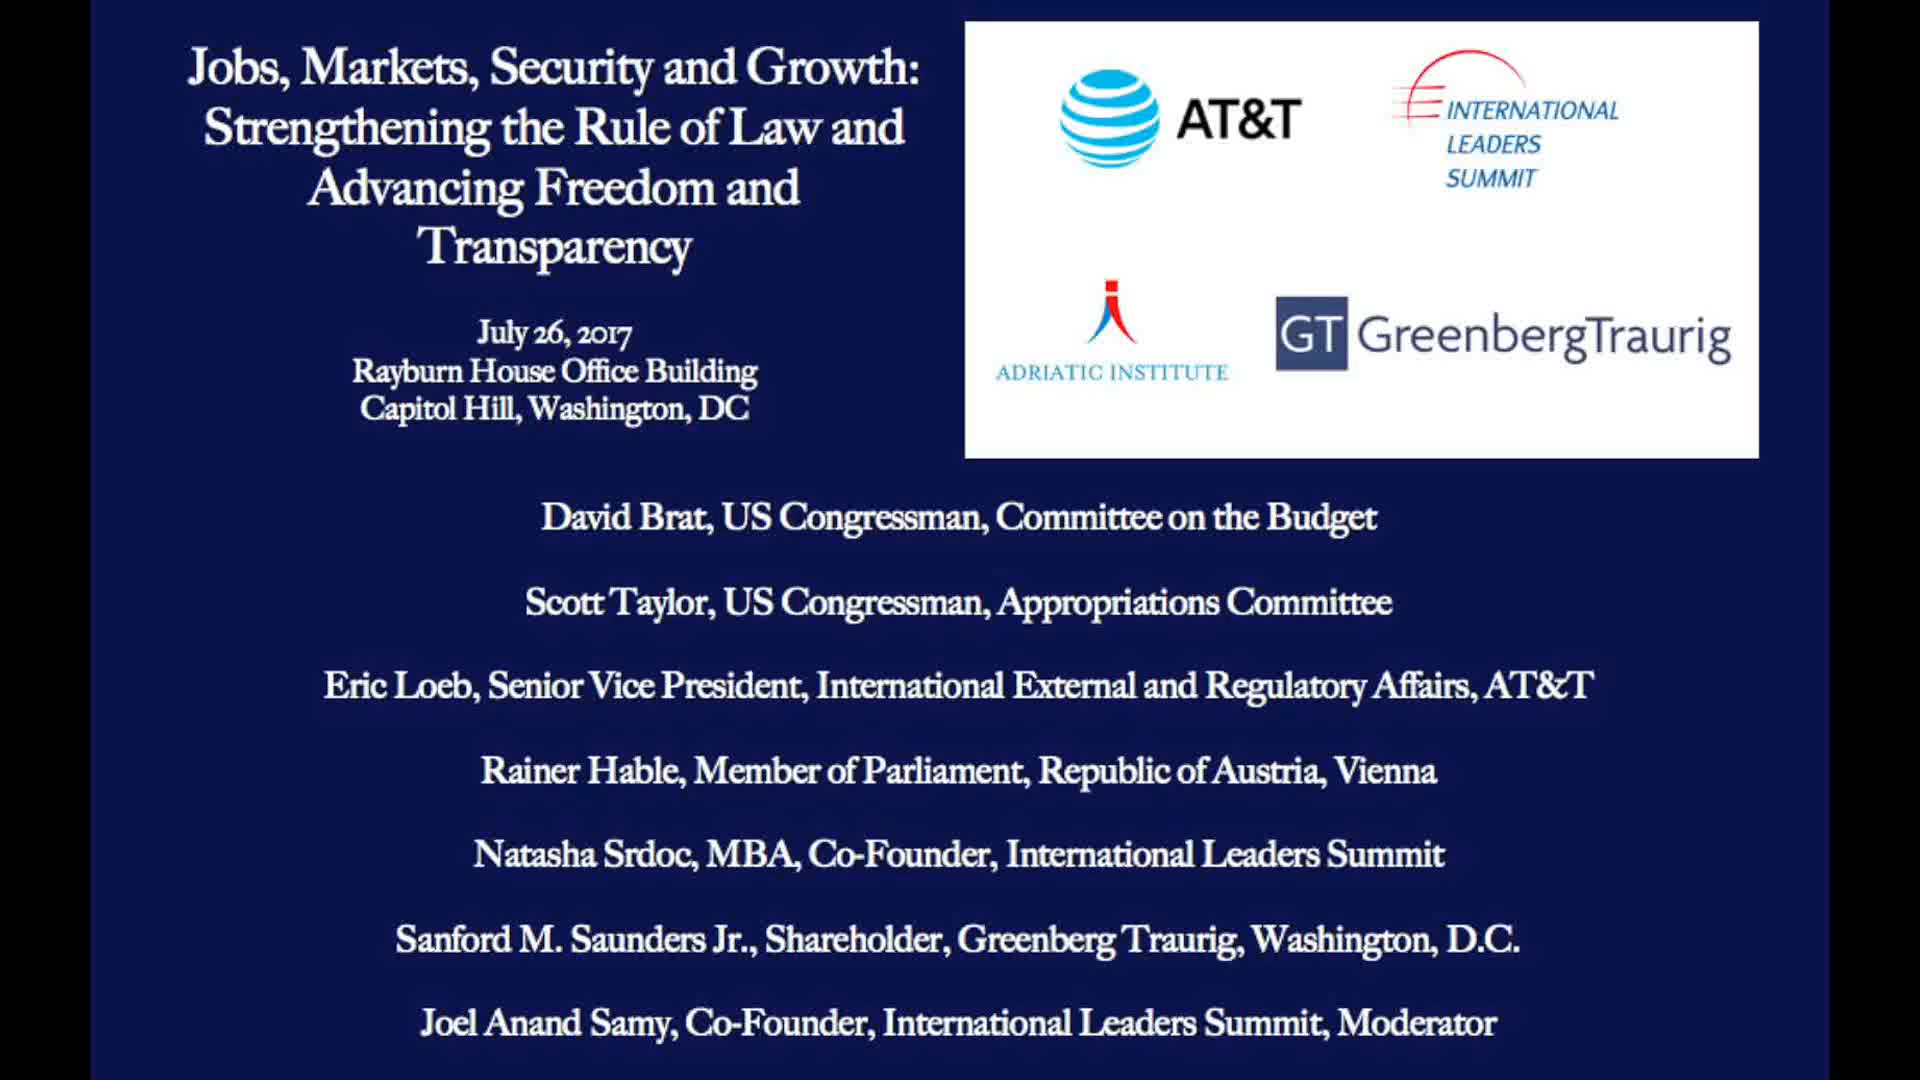 Jobs, Markets, Security and Growth:
Strengthening the Rule of Law and
Advancing Freedom and
Transparency
July 26, 2017
Rayburn House Office Building
Capitol Hill, Washington, DC
AT&T
INTERNATIONAL
LEADERS
SUMMIT
ADRIATIC INSTITUTE
GT GreenbergTraurig
David Brat, US Congressman, Committee on the Budget
Scott Taylor, US Congressman, Appropriations Committee
Eric Loeb, Senior Vice President, International External and Regulatory Affairs, AT&T
Rainer Hable, Member of Parliament, Republic of Austria, Vienna
Natasha Srdoc, MBA, Co-Founder, International Leaders Summit
Sanford M. Saunders Jr., Shareholder, Greenberg Traurig, Washington, D.C.
Joel Anand Samy, Co-Founder, International Leaders Summit, Moderator